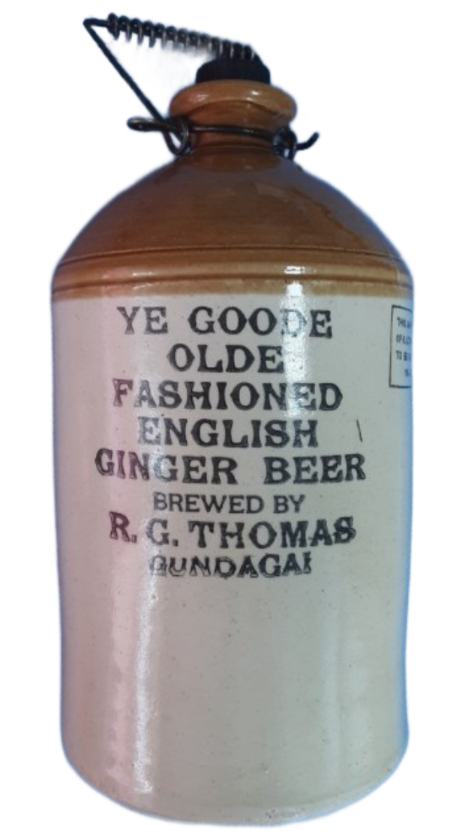 YE GOODE
OLDE
FASHIONED
ENGLISH
GINGER BEER
BREWED BY
R. G. THOMAS
GUNDAGAI